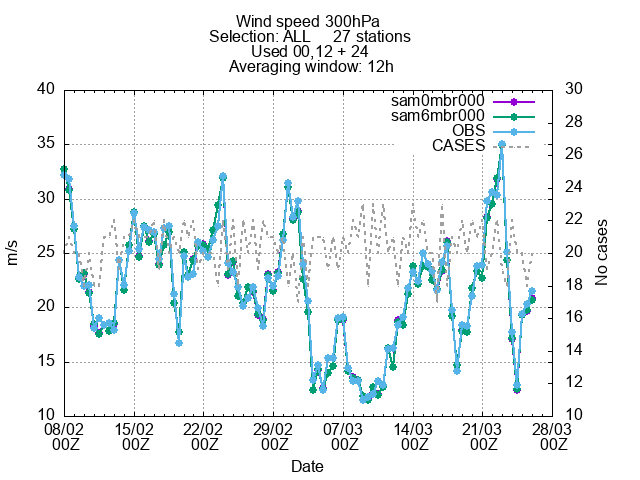 Wind speed 300hPa
Selection: ALL 27 stations
Used 00,12 + 24
Averaging window: 12h
sam0mbr000
sam6mbr000
OBS
CASES
m/s
40
35
30
25
20
15
10
No cases
30
28
26
24
22
20
18
16
14
12
10
08/02 15/02 22/02 29/02 07/03 14/03 21/03 28/03
00Z 00Z 00Z 00Z 00Z 00Z 00Z 00Z
Date